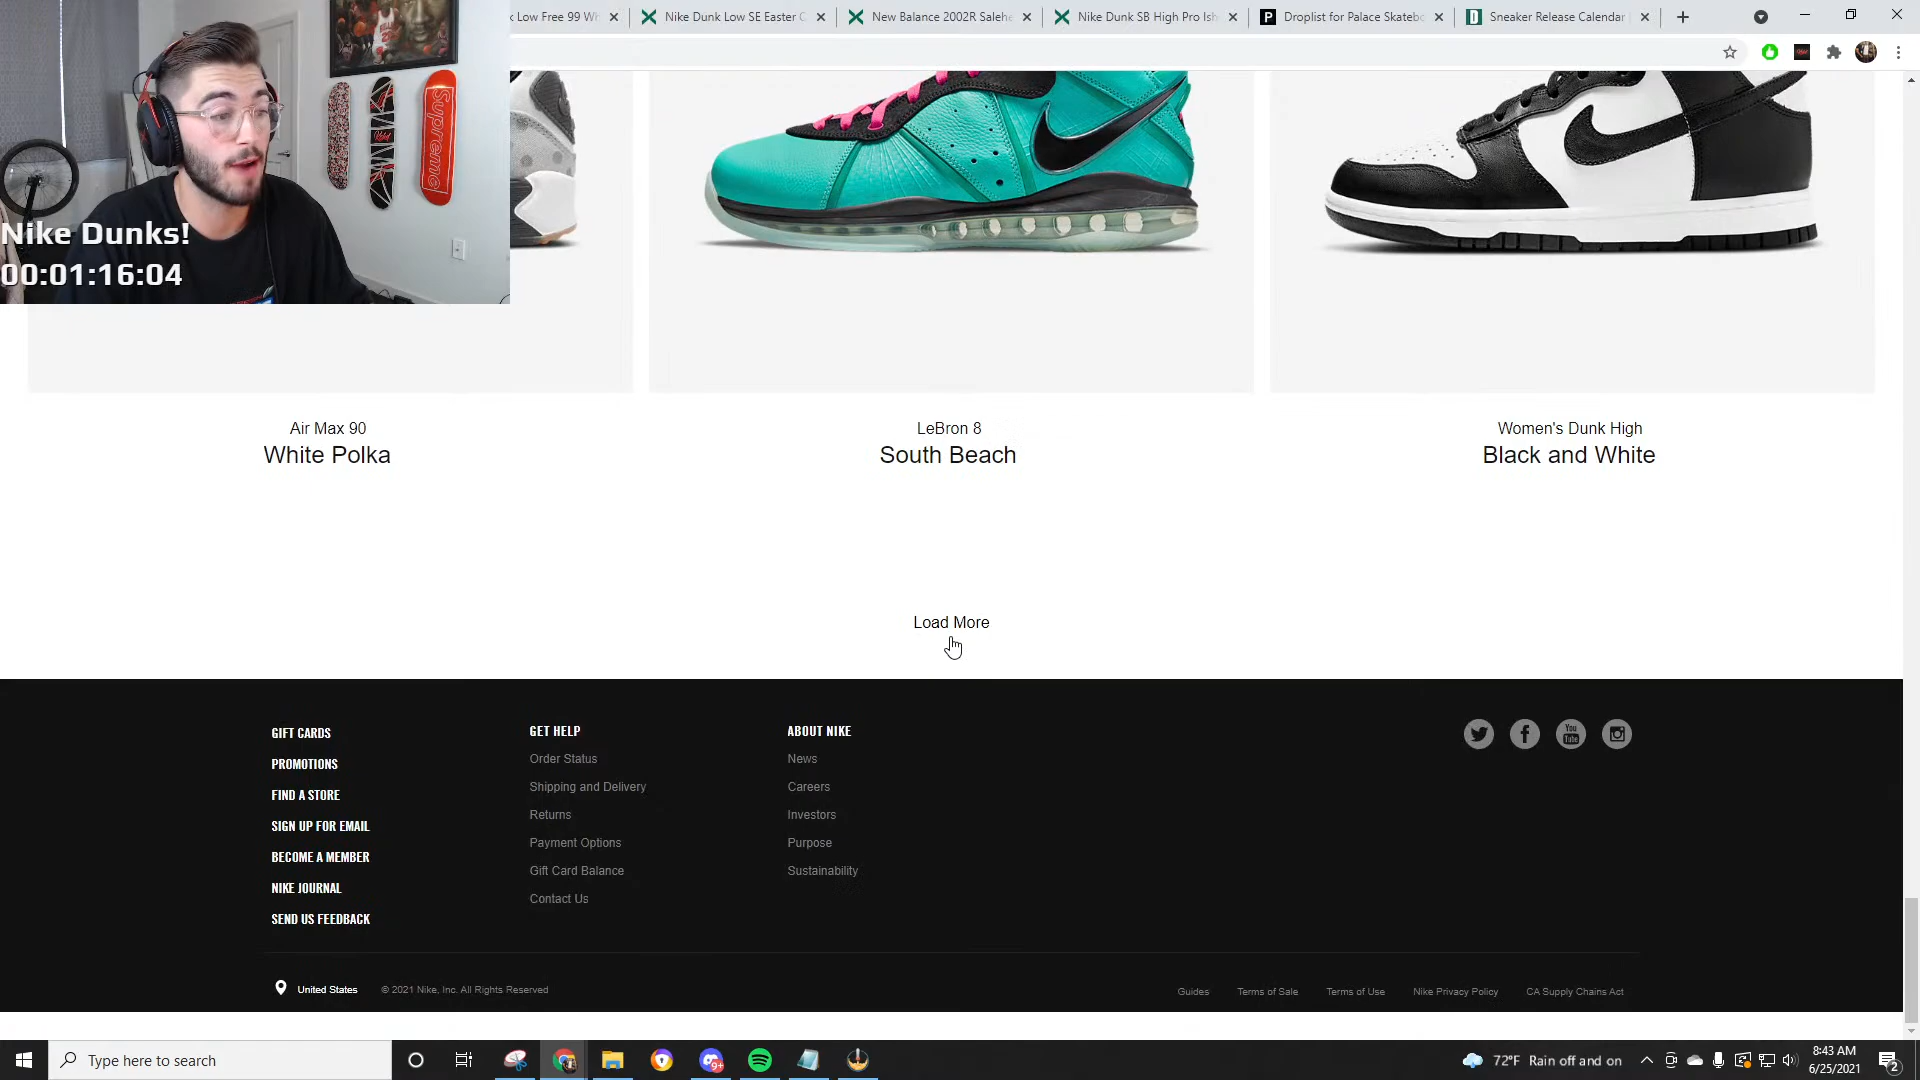 k Low Free 99 Wh
Nike Dunk Low SE Easter C
New Balance 2002R Salehe
Nike Dunk SB High Pro Ish
P
Droplist for Palace Skatebo
D
Sneaker Release Calendar
Supreme
Nike Dunks!
00:01:16:04
Air Max 90
White Polka
LeBron 8
South Beach
Women's Dunk High
Black and White
Load More
GIFT CARDS
PROMOTIONS
FIND A STORE
SIGN UP FOR EMAIL
BECOME A MEMBER
NIKE JOURNAL
SEND US FEEDBACK
GET HELP
Order Status
Shipping and Delivery
Returns
Payment Options
Gift Card Balance
Contact Us
ABOUT NIKE
News
Careers
Investors
Purpose
Sustainability
You
Tube
United States
© 2021 Nike, Inc. All Rights Reserved
Guides
Terms of Sale
Terms of Use
Nike Privacy Policy
CA Supply Chains Act
Type here to search
9+
72°F Rain off and on
8:43 AM
6/25/2021
2